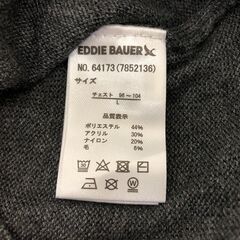 EDDIE BAUER
NO. 64173(7852136)
サイズ
チェスト 96～104
L
品質表示
ポリエステル 44%
アクリル 30%
ナイロン 20%
毛 6%